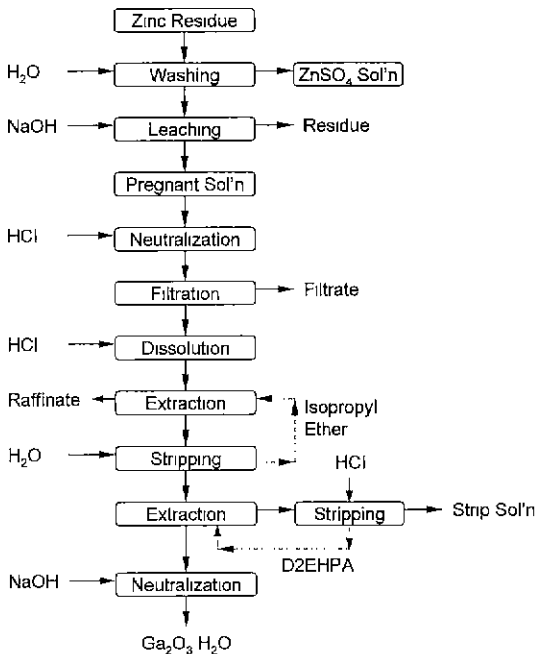 Zinc Residue
H₂O
Washing
ZnSO₄ Sol'n
NaOH
Leaching
Residue
Pregnant Sol'n
HCl
Neutralization
Filtration
Filtrate
HCl
Dissolution
Raffinate
Extraction
Isopropyl
Ether
H₂O
Stripping
HCl
Extraction
Stripping
Strip Sol'n
D2EHPA
NaOH
Neutralization
Ga₂O₃ H₂O